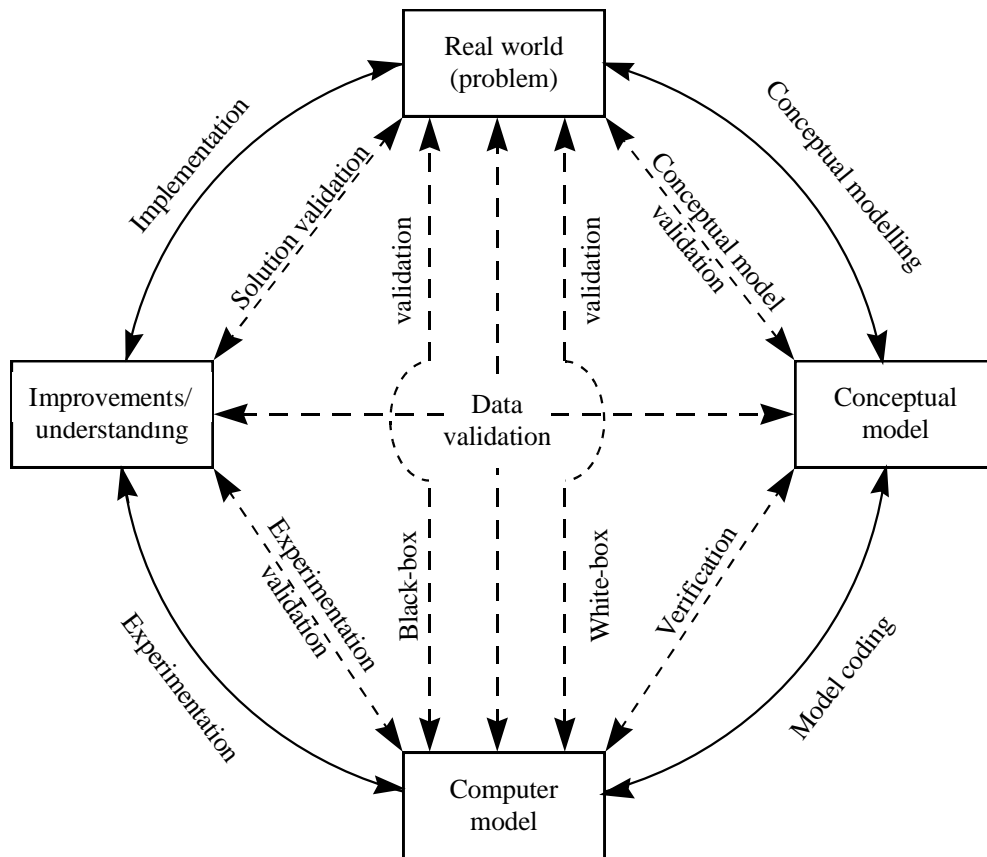 Real world
(problem)
Implementation
Solution validation
validation
validation
Conceptual model
validation
Conceptual modelling
Improvements/
understanding
Data
validation
Conceptual
model
Experimentation
Experimentation
validation
Black-box
White-box
Verification
Model coding
Computer
model